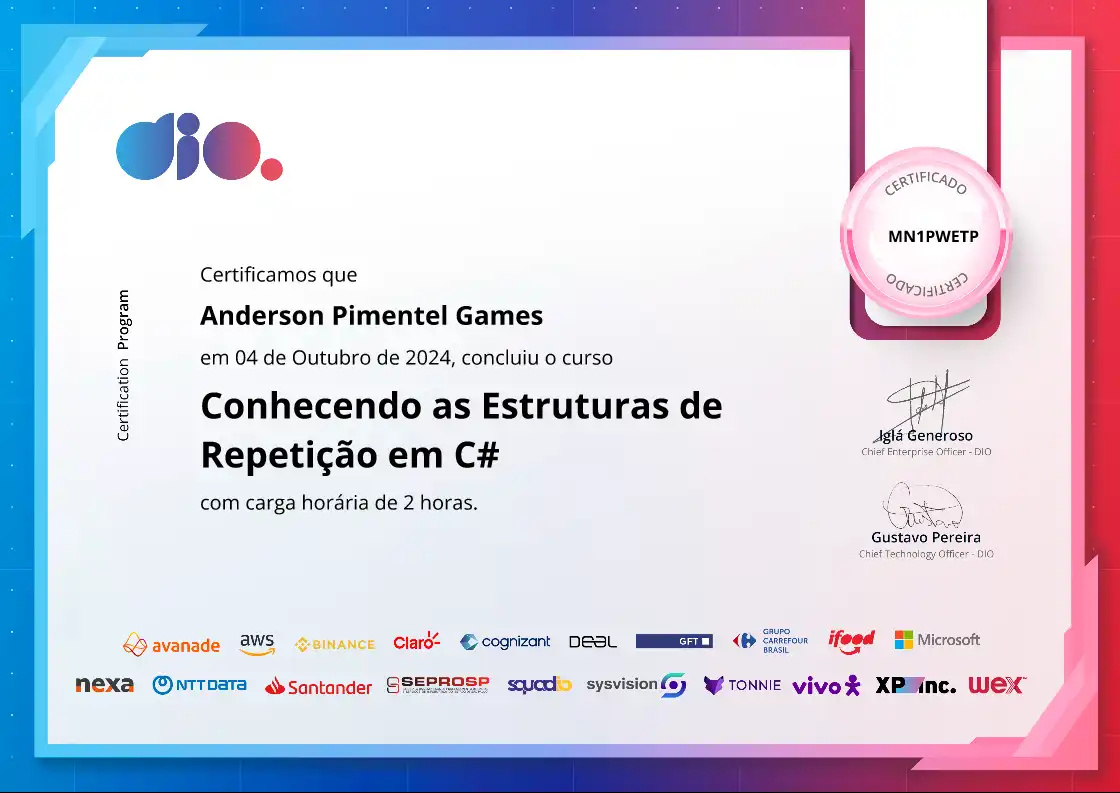 dio.
CERTIFICADO
MN1PWETP
CERTIFICADO
Certification Program
Certificamos que
Anderson Pimentel Games
em 04 de Outubro de 2024, concluiu o curso
Conhecendo as Estruturas de
Repetição em C#
com carga horária de 2 horas.
Iglá Generoso
Chief Enterprise Officer - DIO
Gustavo Pereira
Chief Technology Officer - DIO
avanade aws BINANCE Claro cognizant DEAL GFT GRUPO CARREFOUR BRASIL ifood Microsoft
nexa NTT DATA Santander SEPROSP squadio sysvision TONNIE vivo XP inc. wex